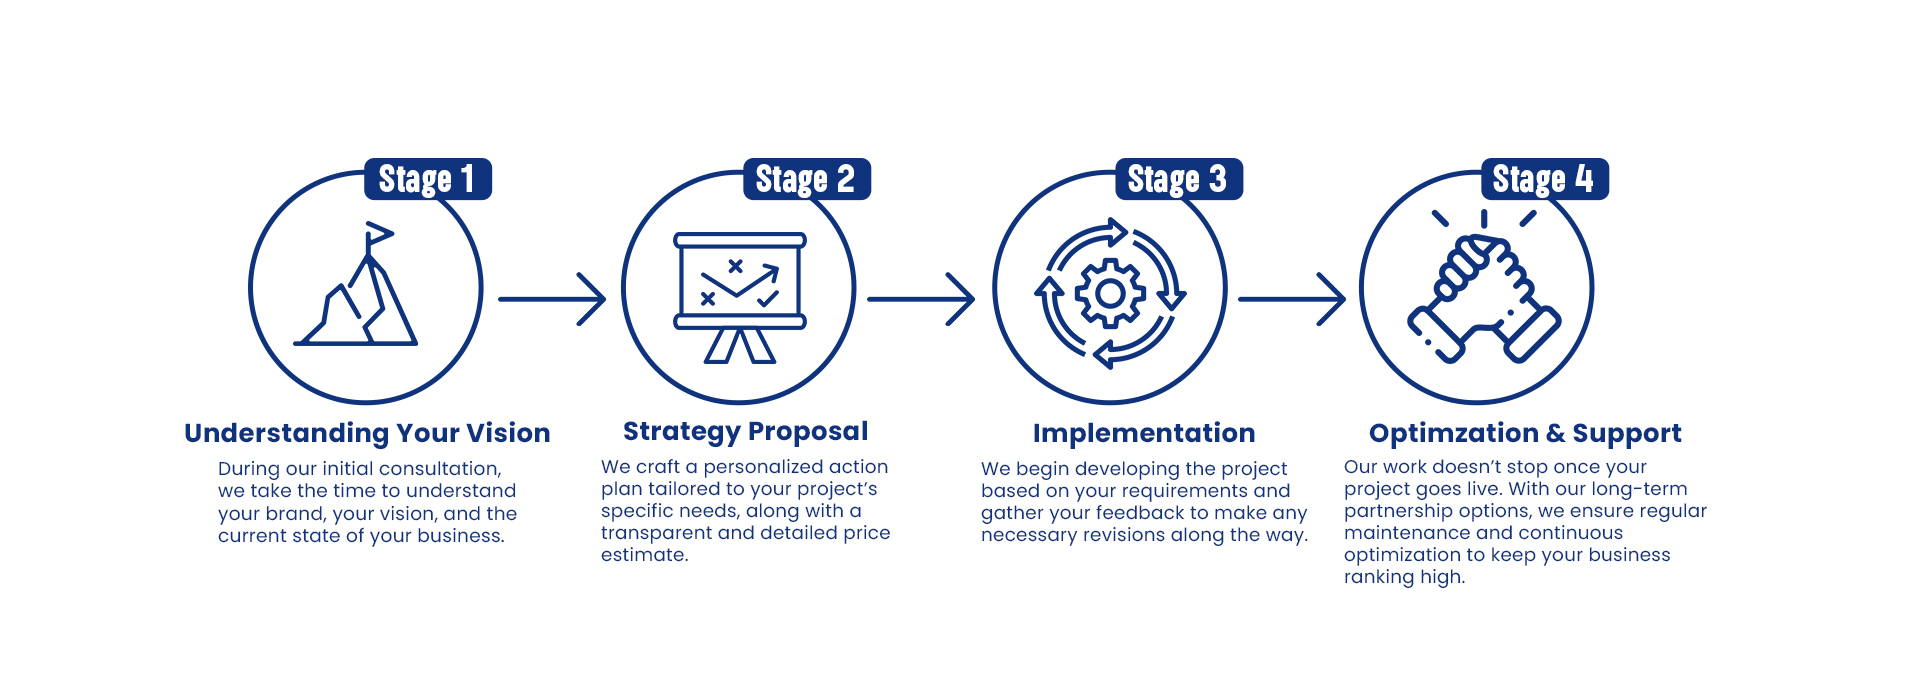 Stage 1
Understanding Your Vision
During our initial consultation,
we take the time to understand
your brand, your vision, and the
current state of your business.
Stage 2
Strategy Proposal
We craft a personalized action
plan tailored to your project's
specific needs, along with a
transparent and detailed price
estimate.
Stage 3
Implementation
We begin developing the project
based on your requirements and
gather your feedback to make any
necessary revisions along the way.
Stage 4
Optimzation & Support
Our work doesn't stop once your
project goes live. With our long-term
partnership options, we ensure regular
maintenance and continuous
optimization to keep your business
ranking high.